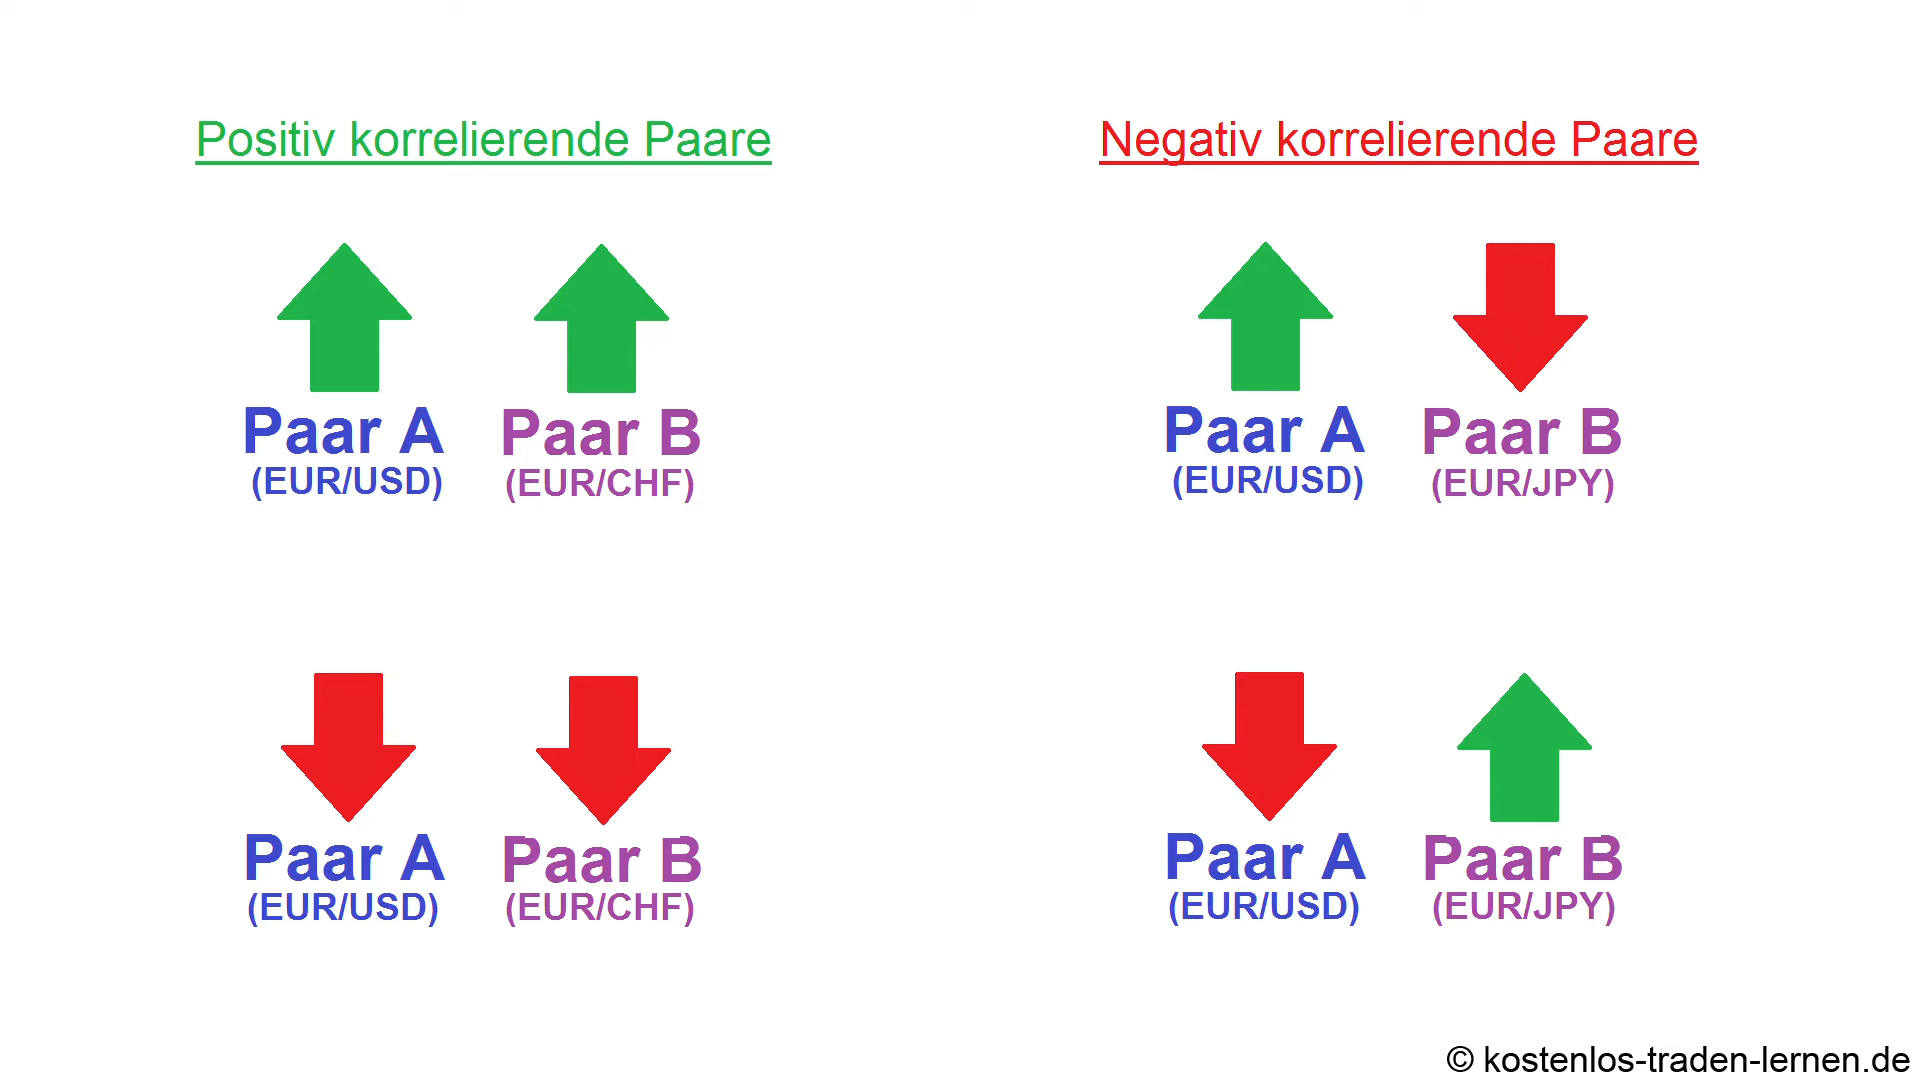 Positiv korrelierende Paare
Paar A
(EUR/USD)
Paar B
(EUR/CHF)
Paar A
(EUR/USD)
Paar B
(EUR/CHF)
Negativ korrelierende Paare
Paar A
(EUR/USD)
Paar B
(EUR/JPY)
Paar A
(EUR/USD)
Paar B
(EUR/JPY)
© kostenlos-traden-lernen.de